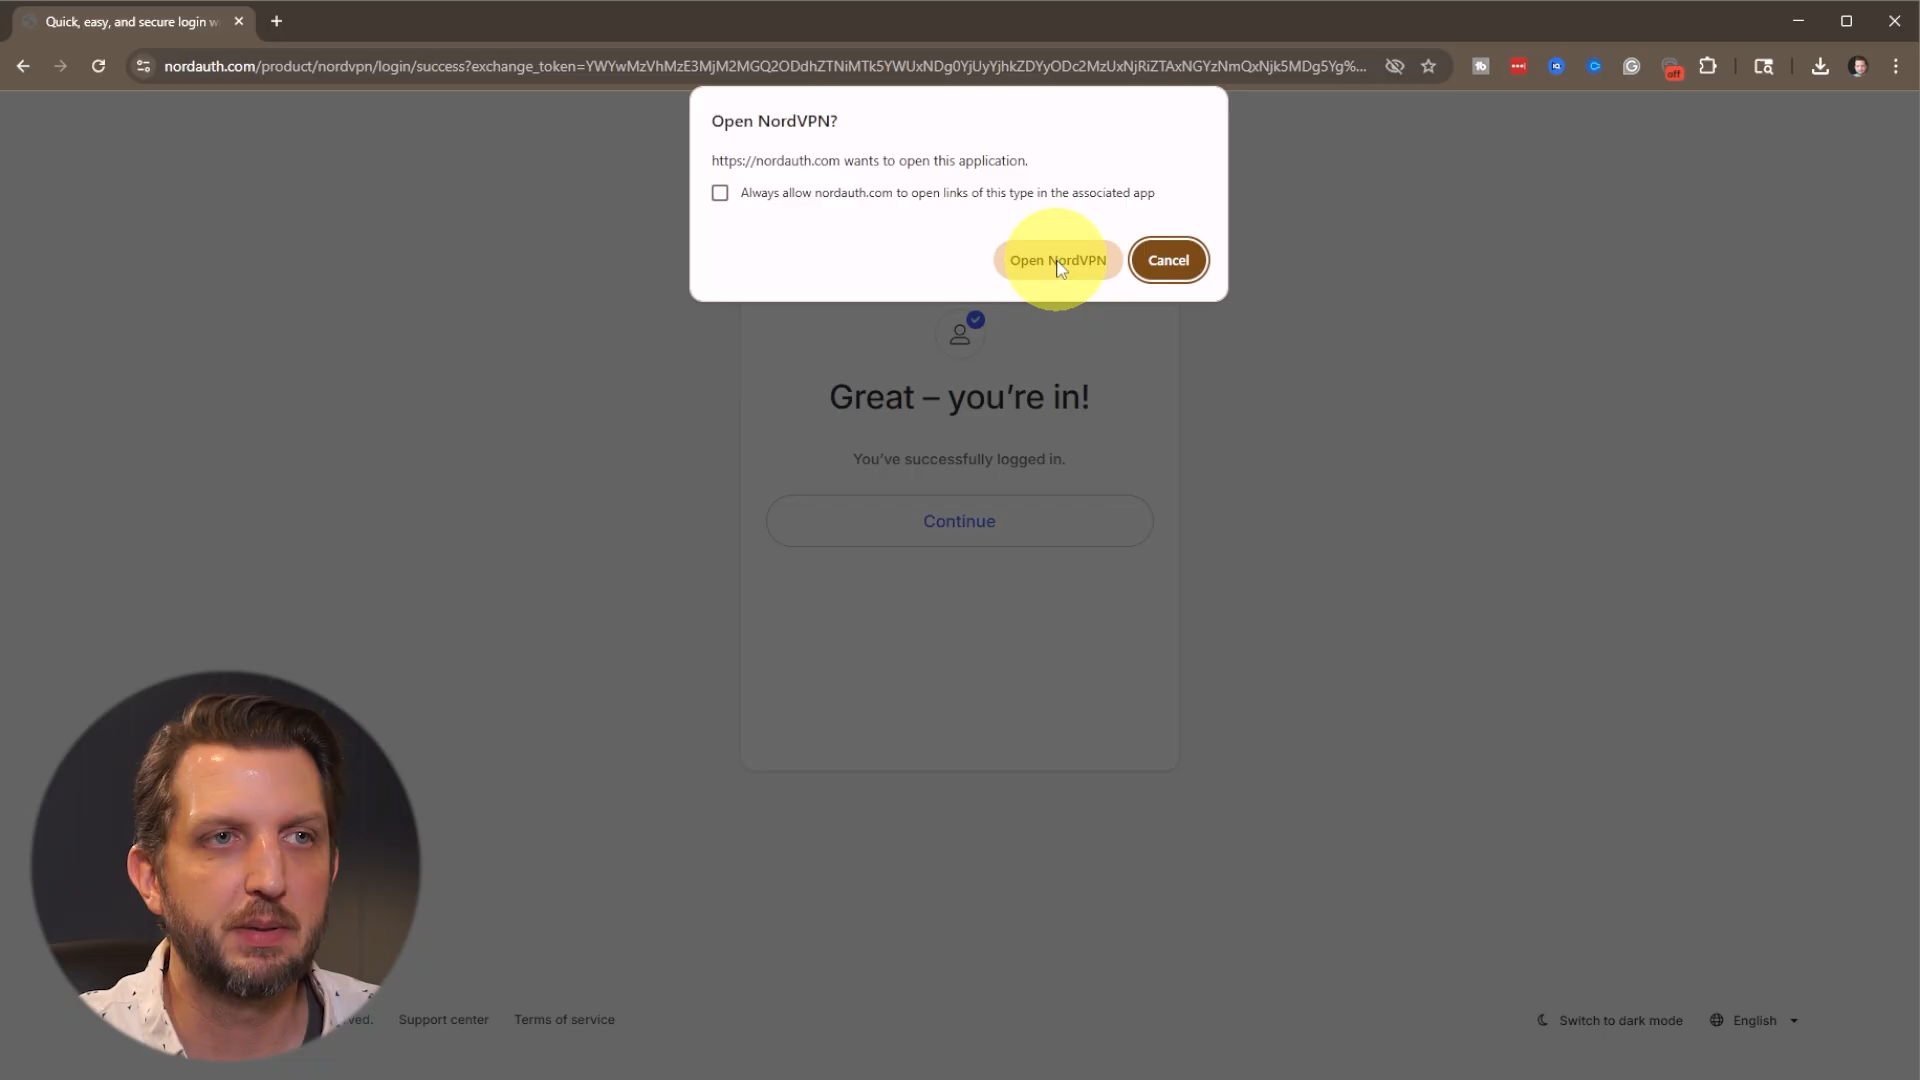 Quick, easy, and secure login w
nordauth.com/product/nordvpn/login/success?exchange_token=YWYwMzVhMzE3MjM2MGQ2ODdhZTNiMTk5YWUxNDg0YjUyYjhkZDYyODc2MzUxNjRiZTAxNGYzNmQxNjk5MDg5Yg%...
off
Open NordVPN?
https://nordauth.com wants to open this application.
Always allow nordauth.com to open links of this type in the associated app
Open NordVPN
Cancel
Great – you’re in!
You’ve successfully logged in.
Continue
ved.
Support center
Terms of service
Switch to dark mode
English